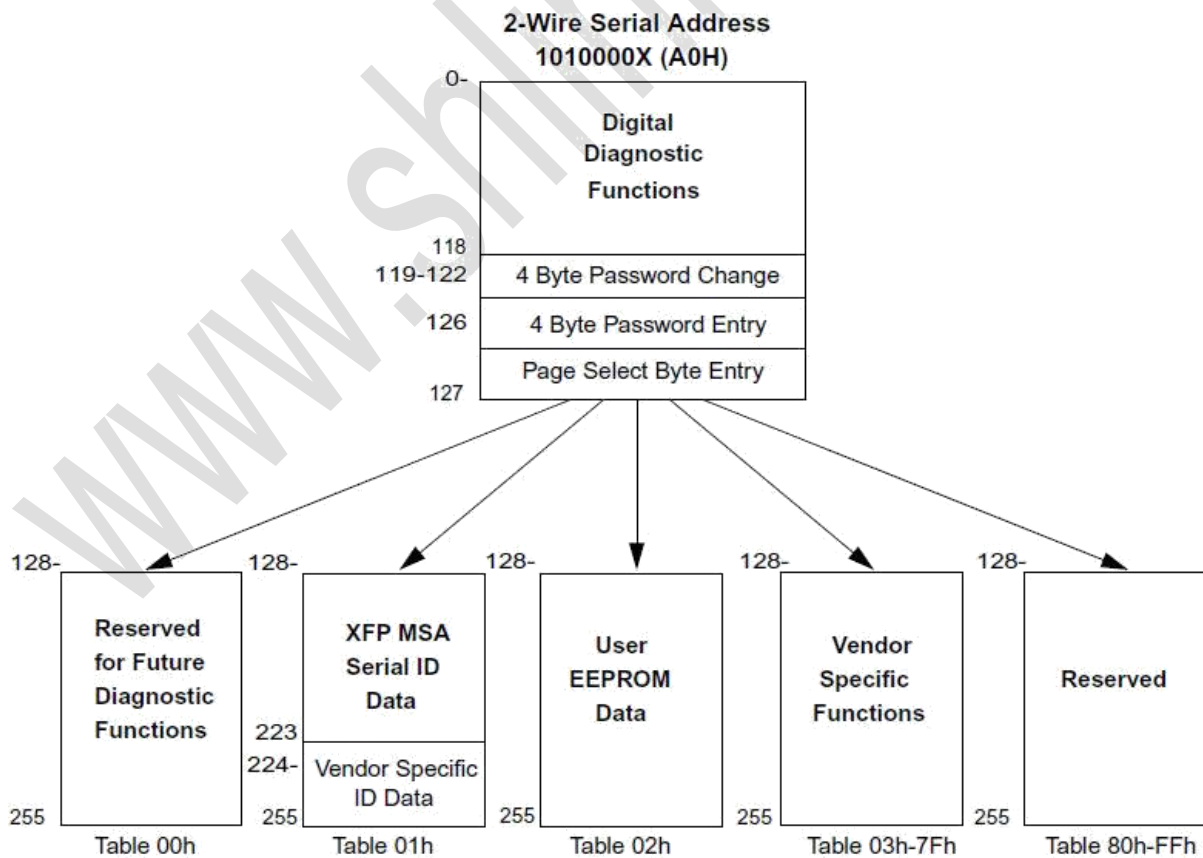 2-Wire Serial Address
1010000X (A0H)
0-
Digital
Diagnostic
Functions
118
119-122
4 Byte Password Change
126
4 Byte Password Entry
Page Select Byte Entry
127
128-
128-
128-
128-
128-
Reserved
for Future
Diagnostic
Functions
255
Table 00h
XFP MSA
Serial ID
Data
223
224-
Vendor Specific
ID Data
255
Table 01h
User
EEPROM
Data
255
Table 02h
Vendor
Specific
Functions
255
Table 03h-7Fh
Reserved
255
Table 80h-FFh